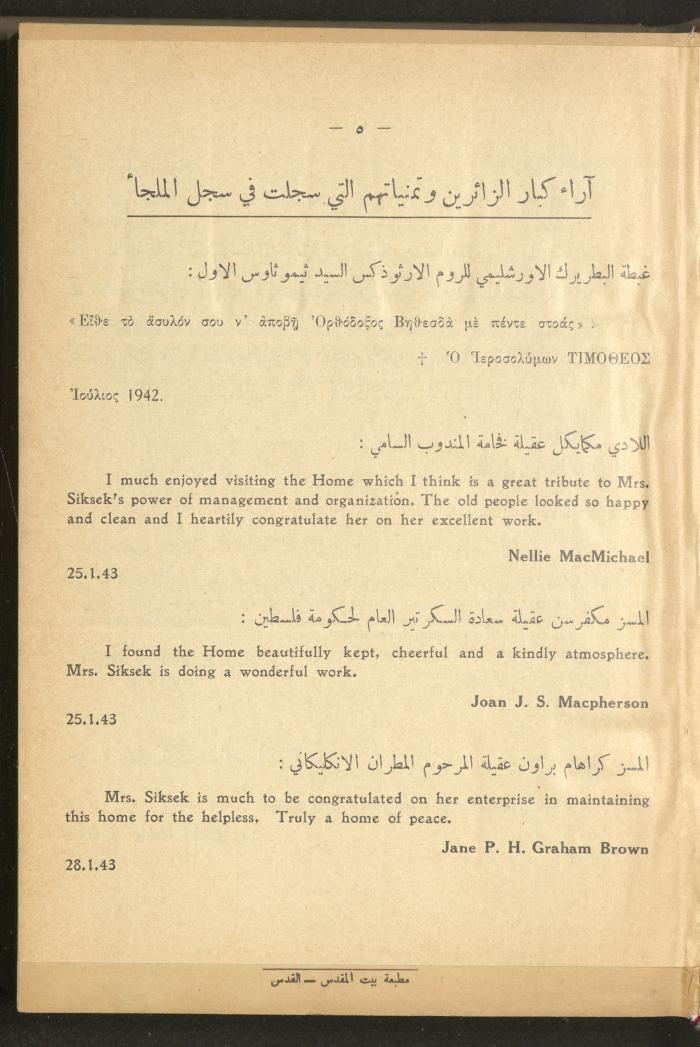 — ٥ —
آراء كبار الزائرين وتمنياتهم التي سجلت في سجل الملجأ
غبطة البطريرك الاورشليمي للروم الارثوذكس السيد ثيموثاوس الاول :
«Εἴθε τὸ ἄσυλόν σου ν' ἀποβῇ Ὀρθόδοξος Βηθεσδὰ μὲ πέντε στοάς»
† Ὁ Ἱεροσολύμων ΤΙΜΟΘΕΟΣ
Ἰούλιος 1942.
اللادي مكمايكل عقيلة فخامة المندوب السامي :
I much enjoyed visiting the Home which I think is a great tribute to Mrs.
Siksek's power of management and organization. The old people looked so happy
and clean and I heartily congratulate her on her excellent work.
Nellie MacMichael
25.1.43
المسز مكفرسن عقيلة سعادة السكرتير العام لحكومة فلسطين :
I found the Home beautifully kept, cheerful and a kindly atmosphere.
Mrs. Siksek is doing a wonderful work.
Joan J. S. Macpherson
25.1.43
المسز كراهام براون عقيلة المرحوم المطران الانكليكاني :
Mrs. Siksek is much to be congratulated on her enterprise in maintaining
this home for the helpless. Truly a home of peace.
Jane P. H. Graham Brown
28.1.43
مطبعة بيت المقدس — القدس